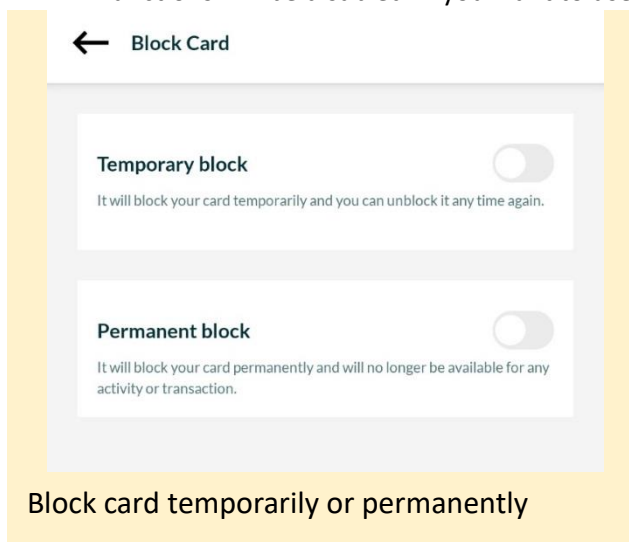 Block Card
Temporary block
It will block your card temporarily and you can unblock it any time again.
Permanent block
It will block your card permanently and will no longer be available for any
activity or transaction.
Block card temporarily or permanently